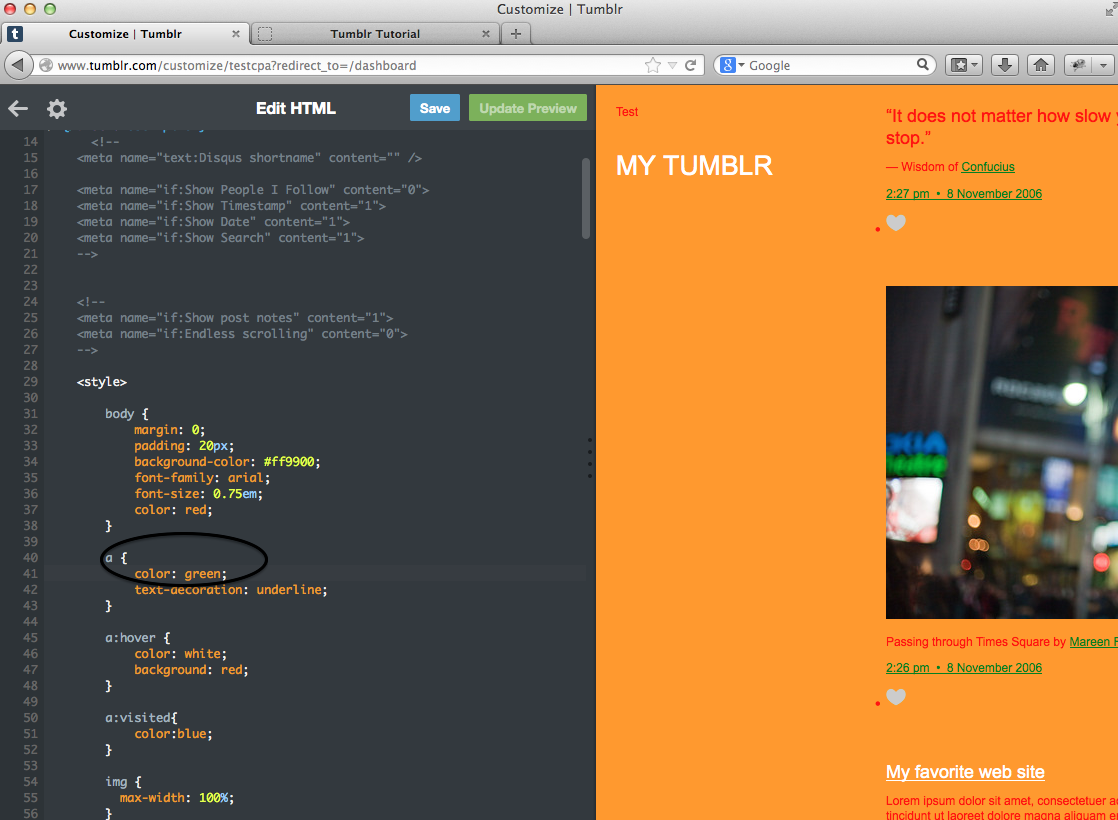 Customize | Tumblr
Customize | Tumblr
Tumblr Tutorial
www.tumblr.com/customize/testcpa?redirect_to=/dashboard
Google
Edit HTML
Save
Update Preview
14 <!--
15 <meta name="text:Disqus shortname" content="" />
16
17 <meta name="if:Show People I Follow" content="0">
18 <meta name="if:Show Timestamp" content="1">
19 <meta name="if:Show Date" content="1">
20 <meta name="if:Show Search" content="1">
21 -->
22
23
24 <!--
25 <meta name="if:Show post notes" content="1">
26 <meta name="if:Endless scrolling" content="0">
27 -->
28
29 <style>
30
31 body {
32 margin: 0;
33 padding: 20px;
34 background-color: #ff9900;
35 font-family: arial;
36 font-size: 0.75em;
37 color: red;
38 }
39
40 a {
41 color: green;
42 text-decoration: underline;
43 }
44
45 a:hover {
46 color: white;
47 background: red;
48 }
49
50 a:visited{
51 color:blue;
52 }
53
54 img {
55 max-width: 100%;
56 }
Test
MY TUMBLR
“It does not matter how slow
stop.”
— Wisdom of Confucius
2:27 pm • 8 November 2006
Passing through Times Square by Mareen
2:26 pm • 8 November 2006
My favorite web site
Lorem ipsum dolor sit amet, consectetuer
tincidunt ut laoreet dolore magna aliquam